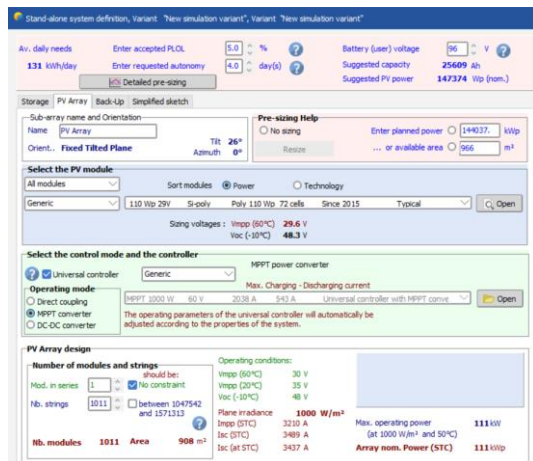 Stand-alone system definition, Variant "New simulation variant", Variant "New simulation variant"
Av. daily needs Enter accepted PLOL 5.0 % ? Battery (user) voltage 96 V ?
131 kWh/day Enter requested autonomy 4.0 day(s) ? Suggested capacity 25609 Ah
Detailed pre-sizing Suggested PV power 147374 Wp (nom.)
Storage PV Array Back-Up Simplified sketch
Sub-array name and Orientation Pre-sizing Help
Name PV Array No sizing Enter planned power 144037. kWp
Orient.. Fixed Tilted Plane Tilt 26° Azimuth 0° Resize ... or available area 966 m²
Select the PV module
All modules Sort modules Power Technology
Generic 110 Wp 29V Si-poly Poly 110 Wp 72 cells Since 2015 Typical Open
Sizing voltages : Vmpp (60°C) 29.6 V
Voc (-10°C) 48.3 V
Select the control mode and the controller
? Universal controller Generic MPPT power converter
Max. Charging - Discharging current
Operating mode
Direct coupling MPPT 1000 W 60 V 2038 A 543 A Universal controller with MPPT conve Open
MPPT converter The operating parameters of the universal controller will automatically be
DC-DC converter adjusted according to the properties of the system.
PV Array design
Number of modules and strings Operating conditions:
should be: Vmpp (60°C) 30 V
Mod. in series 1 No constraint Vmpp (20°C) 35 V
Voc (-10°C) 48 V
Nb. strings 1011 between 1047542
and 1571313 Plane irradiance 1000 W/m²
? Impp (STC) 3210 A Max. operating power 111 kW
Isc (STC) 3489 A (at 1000 W/m² and 50°C)
Nb. modules 1011 Area 908 m² Isc (at STC) 3437 A Array nom. Power (STC) 111 kWp